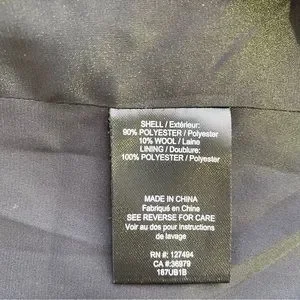 SHELL / Extérieur:
90% POLYESTER / Polyester
10% WOOL / Laine
LINING / Doublure:
100% POLYESTER / Polyester
MADE IN CHINA
Fabriqué en Chine
SEE REVERSE FOR CARE
Voir au dos pour instructions
de lavage
RN #: 127494
CA #:36979
187UB1B